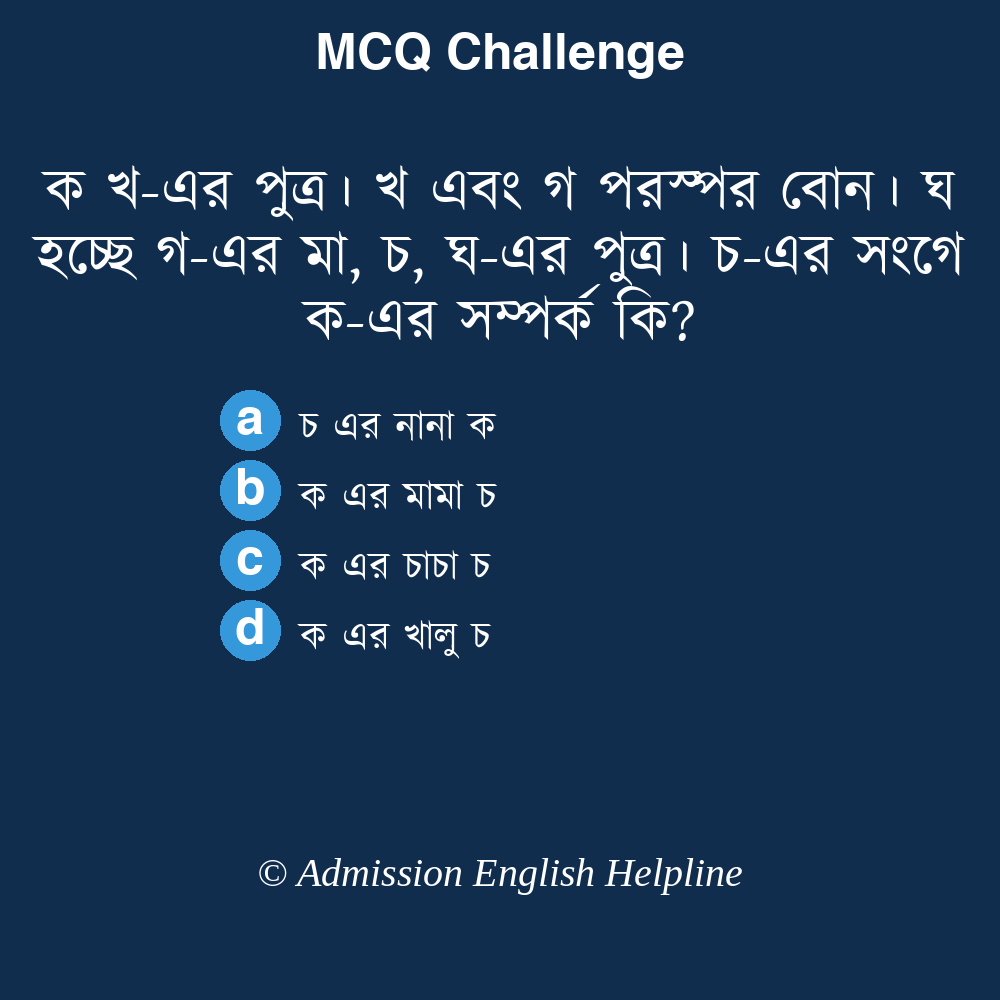 MCQ Challenge
ক খ-এর পুত্র। খ এবং গ পরস্পর বোন। ঘ
হচ্ছে গ-এর মা, চ, ঘ-এর পুত্র। চ-এর সংগে
ক-এর সম্পর্ক কি?
a চ এর নানা ক
b ক এর মামা চ
c ক এর চাচা চ
d ক এর খালু চ
© Admission English Helpline